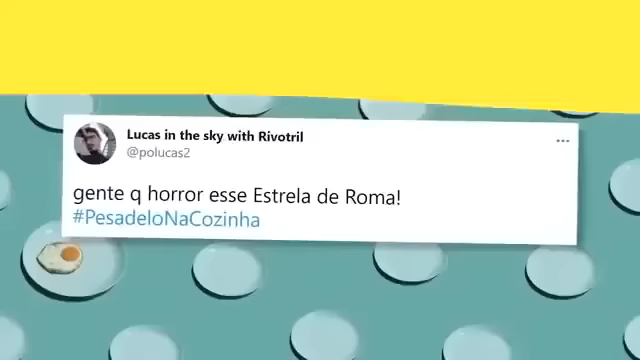 Lucas in the sky with Rivotril
@polucas2
gente q horror esse Estrela de Roma!
#PesadeloNaCozinha